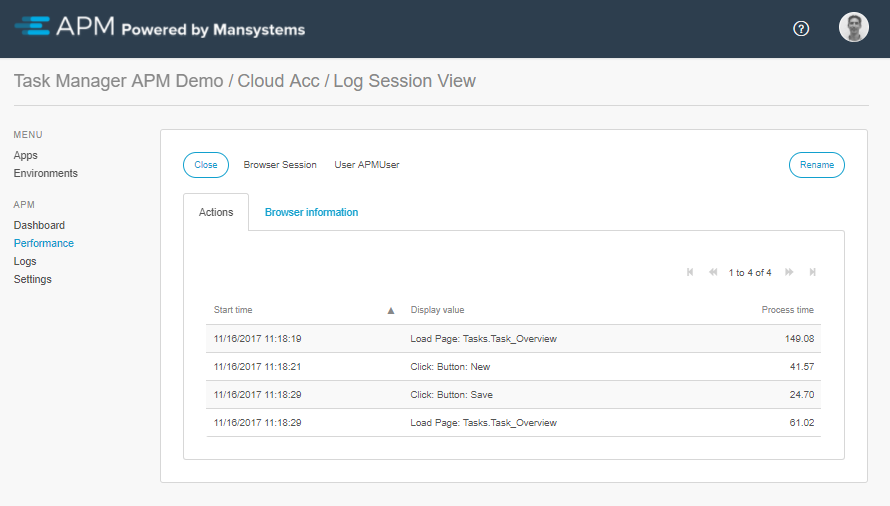 APM Powered by Mansystems
Task Manager APM Demo / Cloud Acc / Log Session View
MENU
Apps
Environments
APM
Dashboard
Performance
Logs
Settings
Close Browser Session User APMUser Rename
Actions Browser information
1 to 4 of 4
Start time Display value Process time
11/16/2017 11:18:19 Load Page: Tasks.Task_Overview 149.08
11/16/2017 11:18:21 Click: Button: New 41.57
11/16/2017 11:18:29 Click: Button: Save 24.70
11/16/2017 11:18:29 Load Page: Tasks.Task_Overview 61.02